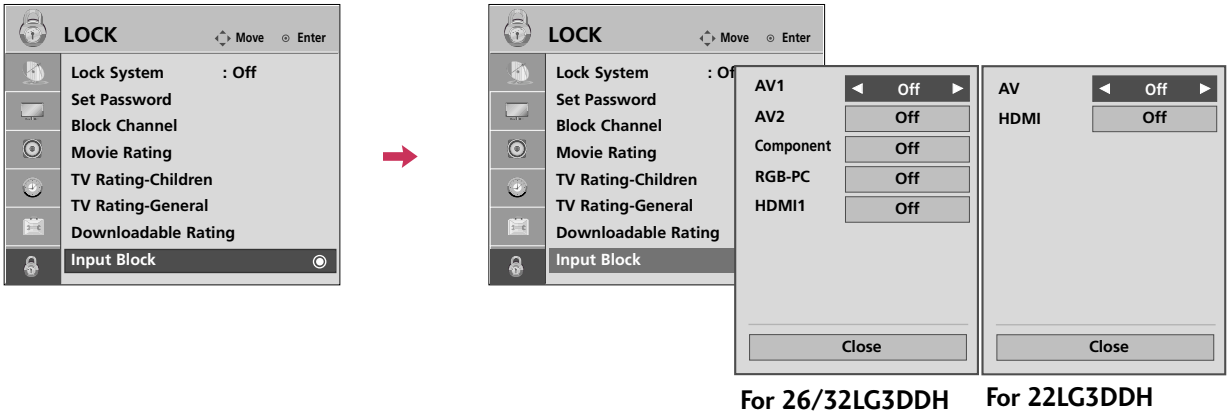 LOCK
Move Enter
Lock System : Off
Set Password
Block Channel
Movie Rating
TV Rating-Children
TV Rating-General
Downloadable Rating
Input Block
LOCK
Move Enter
Lock System : Of
Set Password
Block Channel
Movie Rating
TV Rating-Children
TV Rating-General
Downloadable Rating
Input Block
AV1 Off
AV2 Off
Component Off
RGB-PC Off
HDMI1 Off
Close
For 26/32LG3DDH
AV Off
HDMI Off
Close
For 22LG3DDH